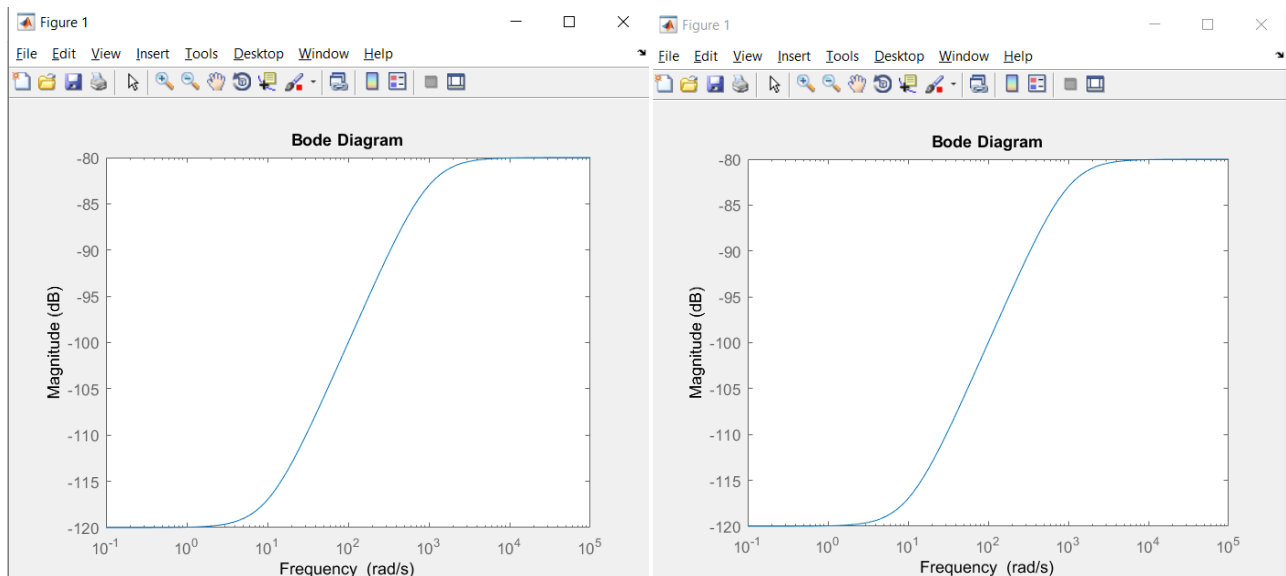 Figure 1
File Edit View Insert Tools Desktop Window Help
Bode Diagram
-80
-85
-90
-95
-100
-105
-110
-115
-120
Magnitude (dB)
10-1 100 101 102 103 104 105
Frequency (rad/s)
Figure 1
File Edit View Insert Tools Desktop Window Help
Bode Diagram
-80
-85
-90
-95
-100
-105
-110
-115
-120
Magnitude (dB)
10-1 100 101 102 103 104 105
Frequency (rad/s)